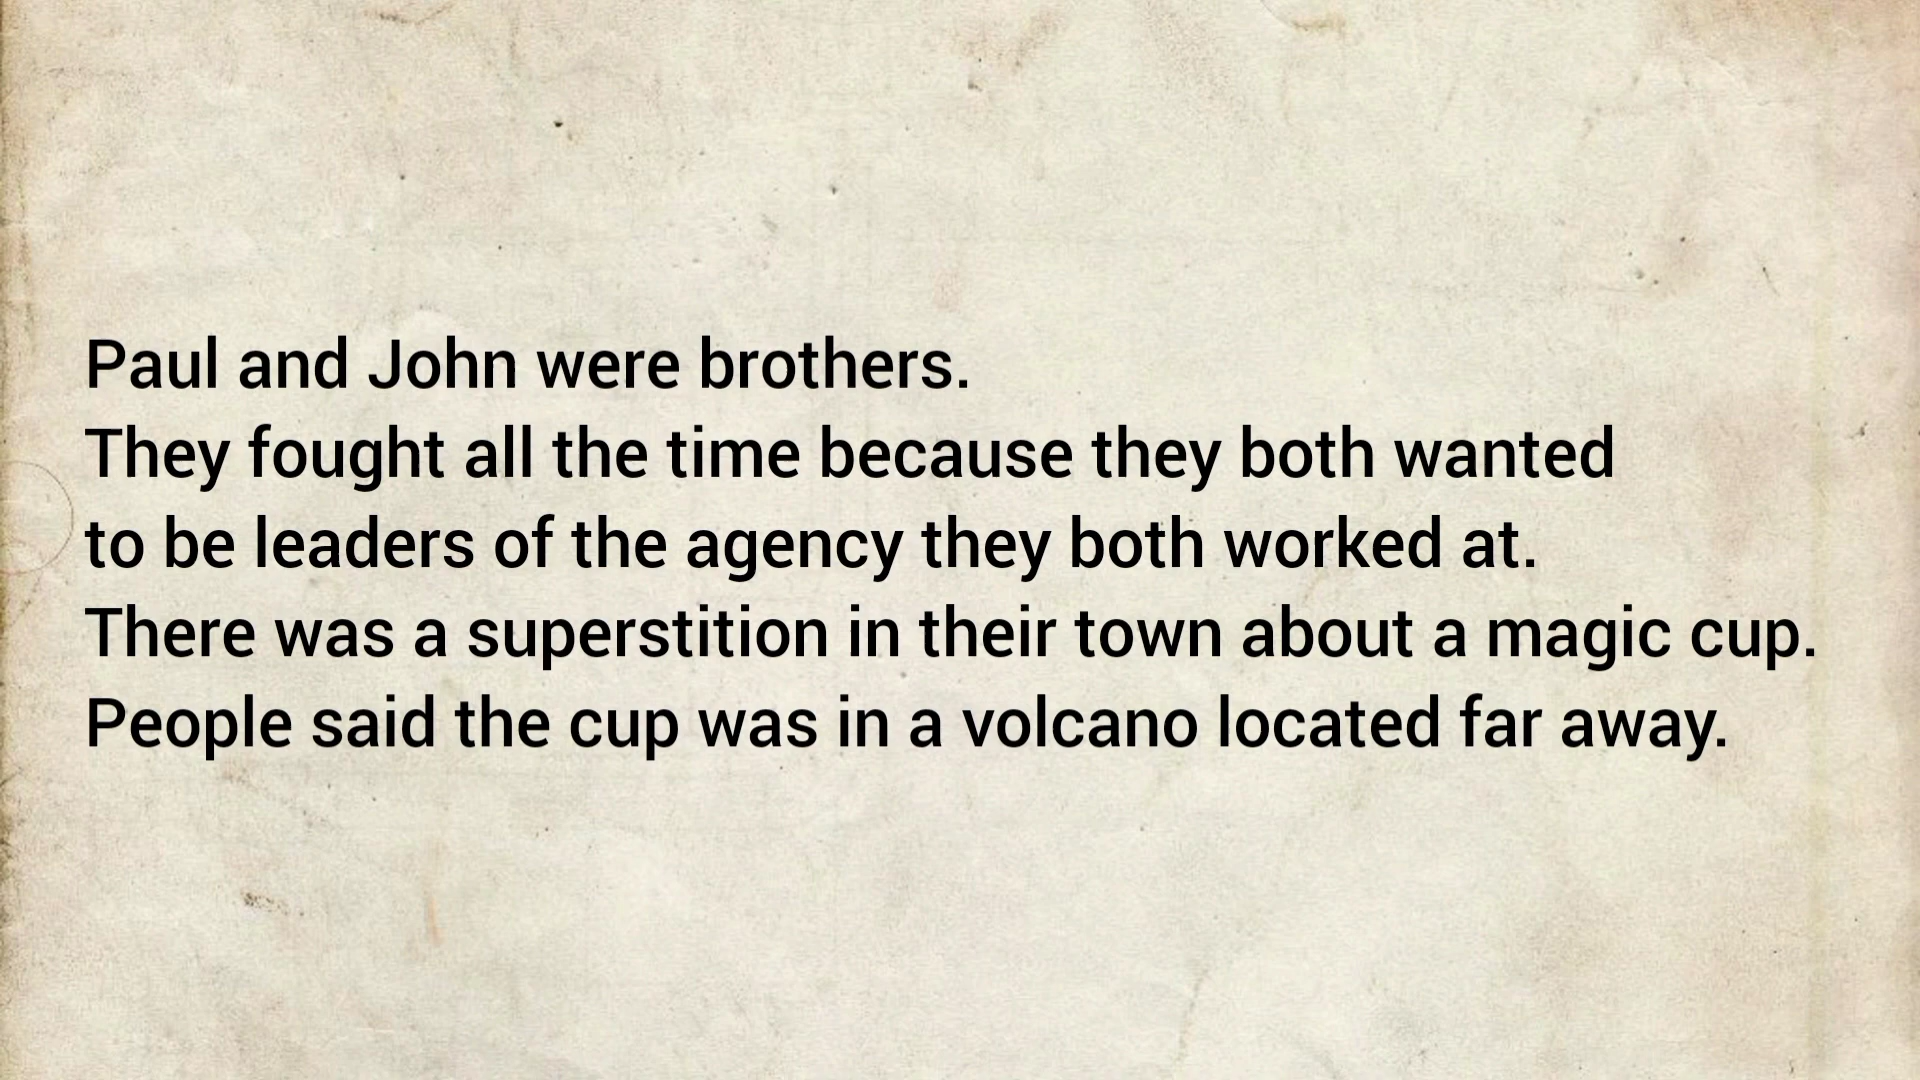 Paul and John were brothers.
They fought all the time because they both wanted
to be leaders of the agency they both worked at.
There was a superstition in their town about a magic cup.
People said the cup was in a volcano located far away.